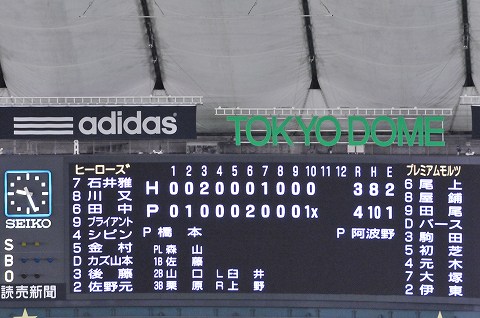 adidas
TOKYO DOME
SEIKO
S
B
O
読売新聞
ヒーローズ
7 石井雅
8 川又
6 田中
9 ブライアント
4 シピン
5 金村
D カズ山本
3 後藤
2 佐野元
1 2 3 4 5 6 7 8 9 10 11 12 R H E
H 0 0 2 0 0 0 1 0 0 0 3 8 2
P 0 1 0 0 0 2 0 0 0 1x 4 10 1
P 橋本 P 阿波野
PL 森山
1B 佐藤
2B 山口 L 臼井
3B 栗原 R 上野
プレミアムモルツ
6 尾上
8 屋鋪
9 田尾
D バース
3 駒田
5 初芝
4 元木
7 大塚
2 伊東